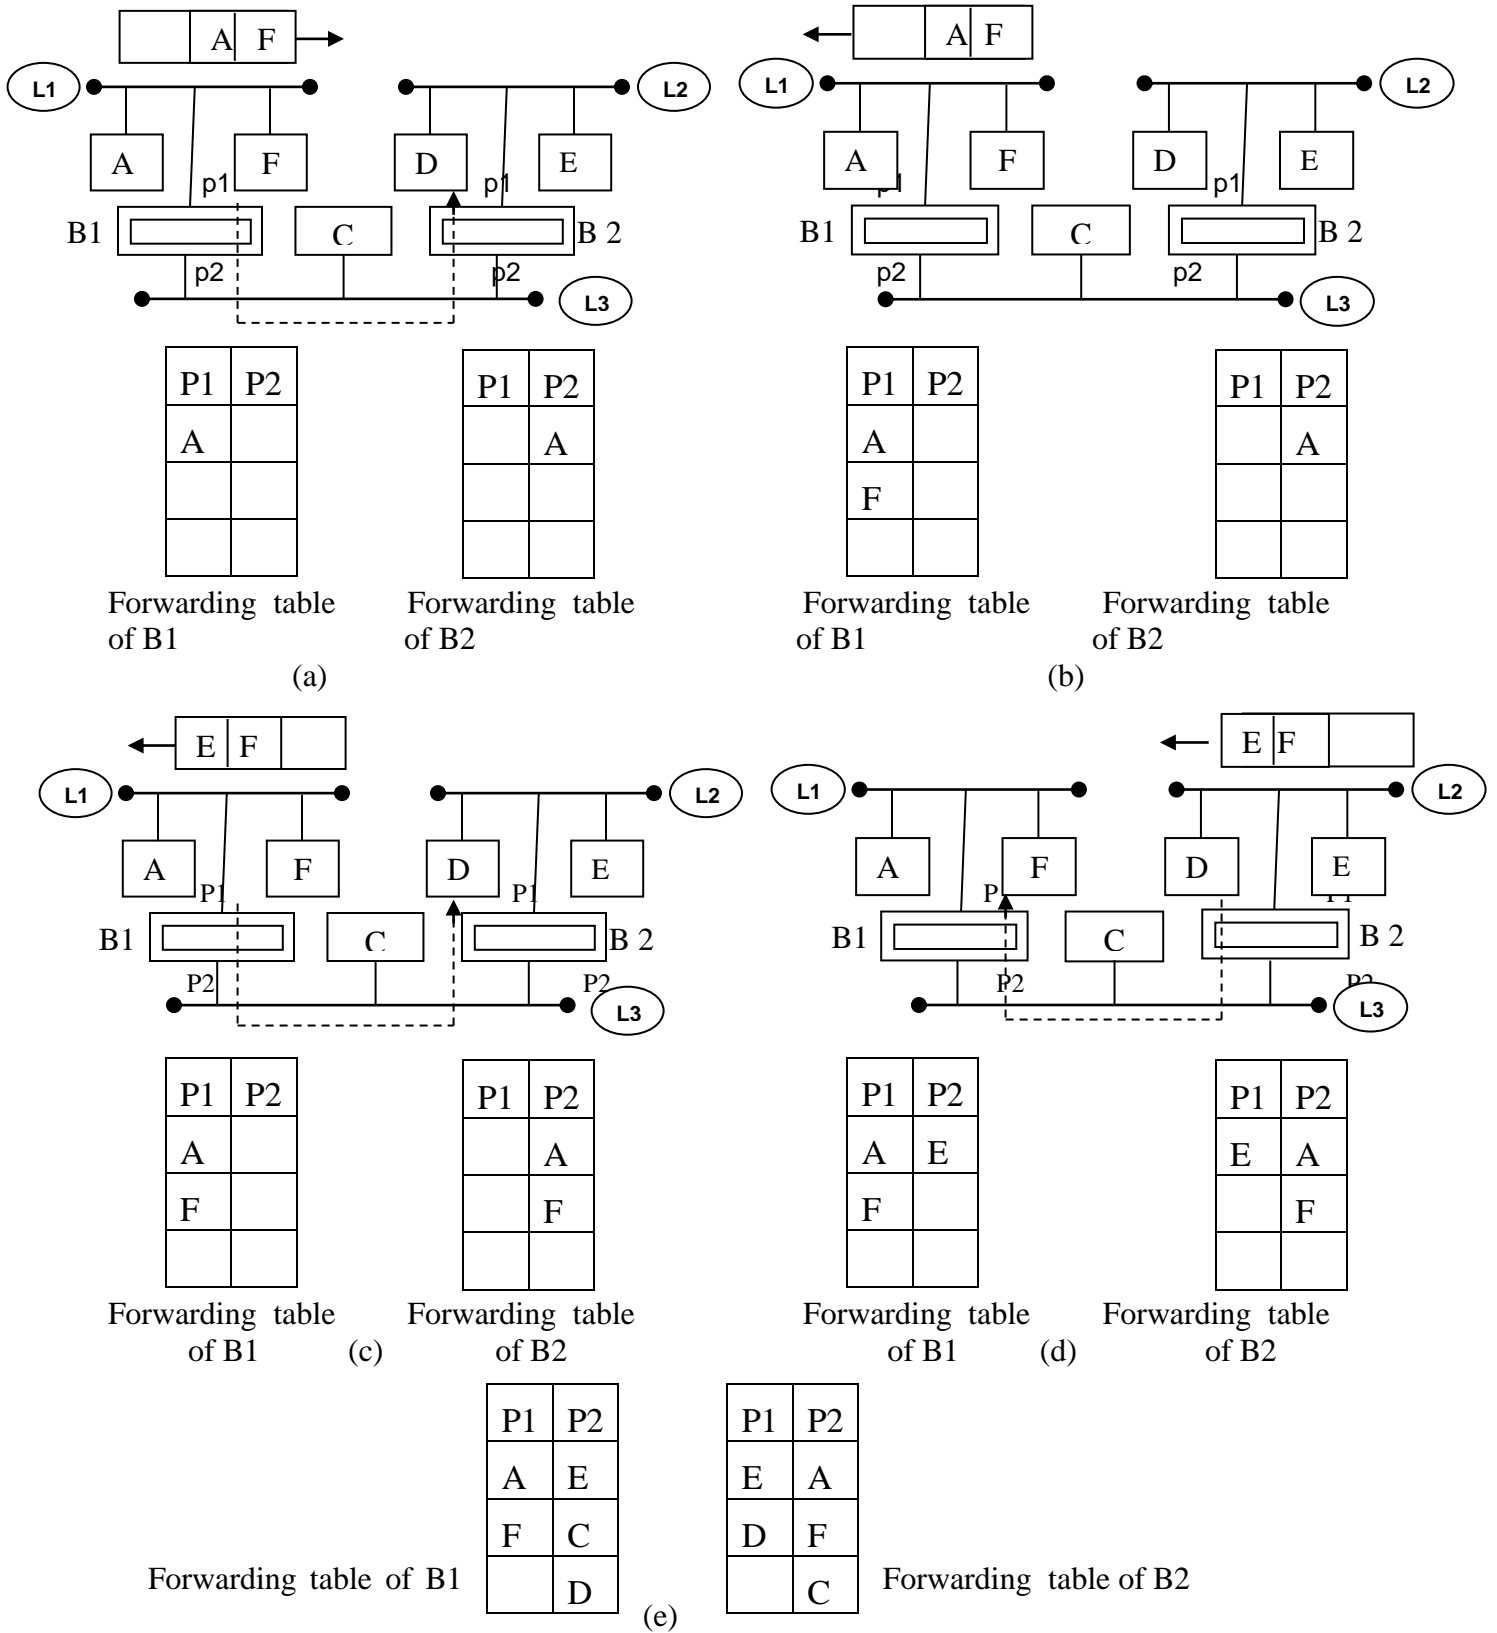 A F
L1 L2
A F D E
p1 p1
B1 C B 2
p2 p2
L3
P1 P2
A
P1 P2
A
Forwarding table
of B1
Forwarding table
of B2
(a)
A F
L1 L2
A F D E
p1 p1
B1 C B 2
p2 p2
L3
P1 P2
A
F
P1 P2
A
Forwarding table
of B1
Forwarding table
of B2
(b)
E F
L1 L2
A F D E
P1 P1
B1 C B 2
P2 P2
L3
P1 P2
A
F
P1 P2
A
F
Forwarding table
of B1
Forwarding table
of B2
(c)
E F
L1 L2
A F D E
P P1
B1 C B 2
P2 P2
L3
P1 P2
A E
F
P1 P2
E A
F
Forwarding table
of B1
Forwarding table
of B2
(d)
Forwarding table of B1
P1 P2
A E
F C
D
P1 P2
E A
D F
C
Forwarding table of B2
(e)